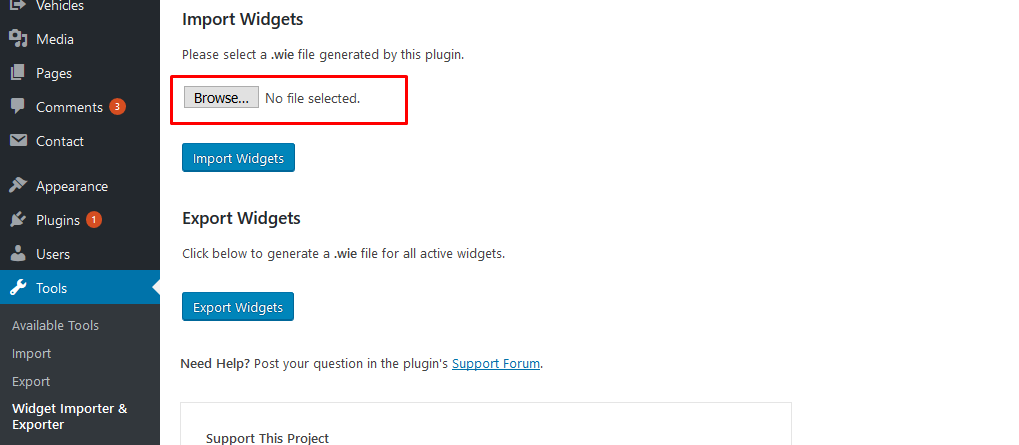 Vehicles
Media
Pages
Comments 3
Contact
Appearance
Plugins 1
Users
Tools
Available Tools
Import
Export
Widget Importer &
Exporter
Import Widgets
Please select a .wie file generated by this plugin.
Browse... No file selected.
Import Widgets
Export Widgets
Click below to generate a .wie file for all active widgets.
Export Widgets
Need Help? Post your question in the plugin's Support Forum.
Support This Project